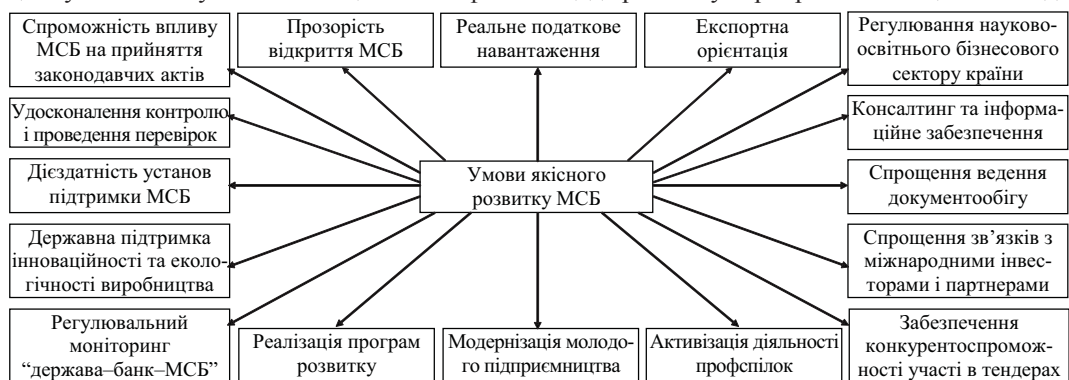 Спроможність впливу
МСБ на прийняття
законодавчих актів
Прозорість
відкриття МСБ
Реальне податкове
навантаження
Експортна
орієнтація
Регулювання науково-
освітнього бізнесового
сектору країни
Удосконалення контролю
і проведення перевірок
Консалтинг та інформа-
ційне забезпечення
Дієздатність установ
підтримки МСБ
Умови якісного
розвитку МСБ
Спрощення ведення
документообігу
Державна підтримка
інноваційності та еколо-
гічності виробництва
Спрощення зв’язків з
міжнародними інвес-
торами і партнерами
Регулювальний
моніторинг
“держава–банк–МСБ”
Реалізація програм
розвитку
Модернізація молодо-
го підприємництва
Активізація діяльності
профспілок
Забезпечення
конкурентоспромож-
ності участі в тендерах